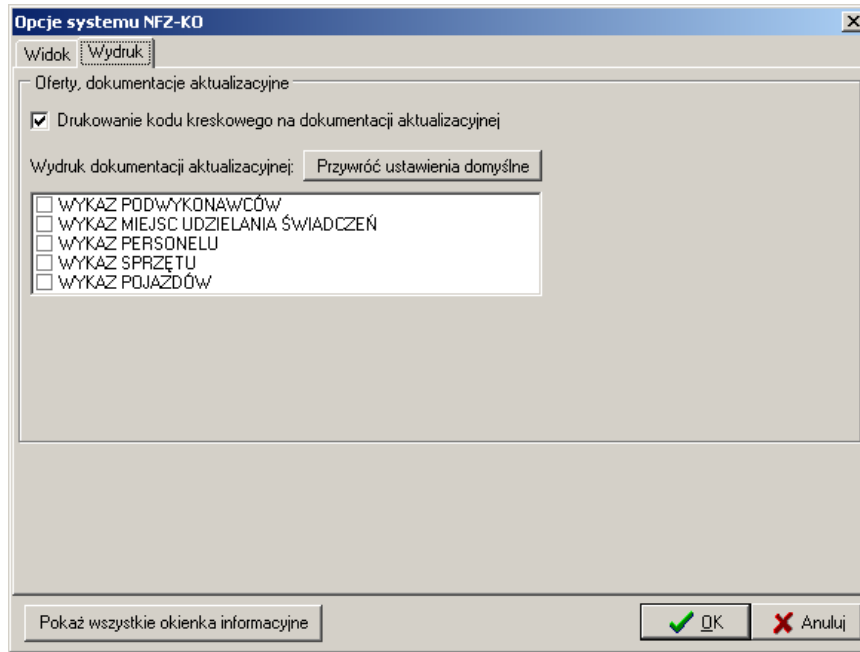 Opcje systemu NFZ-KO
Widok Wydruk
Oferty, dokumentacje aktualizacyjne
Drukowanie kodu kreskowego na dokumentacji aktualizacyjnej
Wydruk dokumentacji aktualizacyjnej: Przywróć ustawienia domyślne
WYKAZ PODWYKONAWCÓW
WYKAZ MIEJSC UDZIELANIA ŚWIADCZEŃ
WYKAZ PERSONELU
WYKAZ SPRZĘTU
WYKAZ POJAZDÓW
Pokaż wszystkie okienka informacyjne OK Anuluj